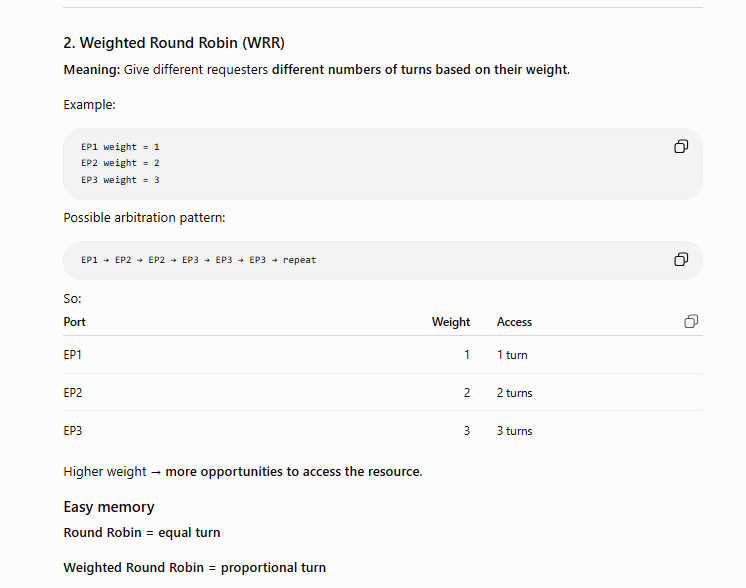 2. Weighted Round Robin (WRR)
Meaning: Give different requesters different numbers of turns based on their weight.
Example:
EP1 weight = 1
EP2 weight = 2
EP3 weight = 3
Possible arbitration pattern:
EP1 → EP2 → EP2 → EP3 → EP3 → EP3 → repeat
So:
Port Weight Access
EP1 1 1 turn
EP2 2 2 turns
EP3 3 3 turns
Higher weight → more opportunities to access the resource.
Easy memory
Round Robin = equal turn
Weighted Round Robin = proportional turn